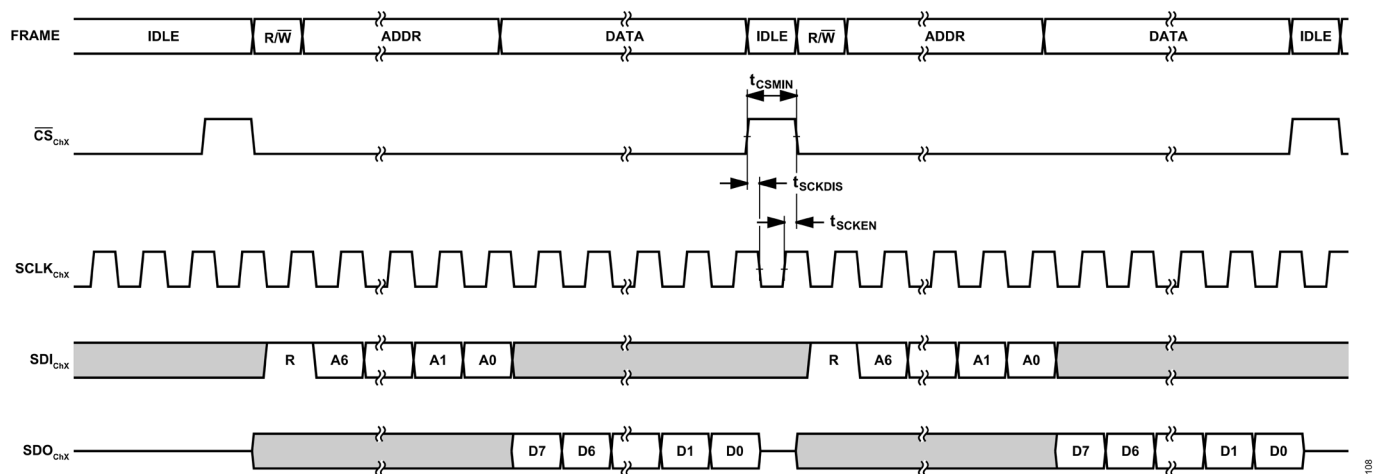 FRAME IDLE R/W̅ ADDR DATA IDLE R/W̅ ADDR DATA IDLE
tCSMIN
C̅S̅ChX
tSCKDIS
tSCKEN
SCLKChX
SDIChX R A6 A1 A0 R A6 A1 A0
SDOChX D7 D6 D1 D0 D7 D6 D1 D0
108